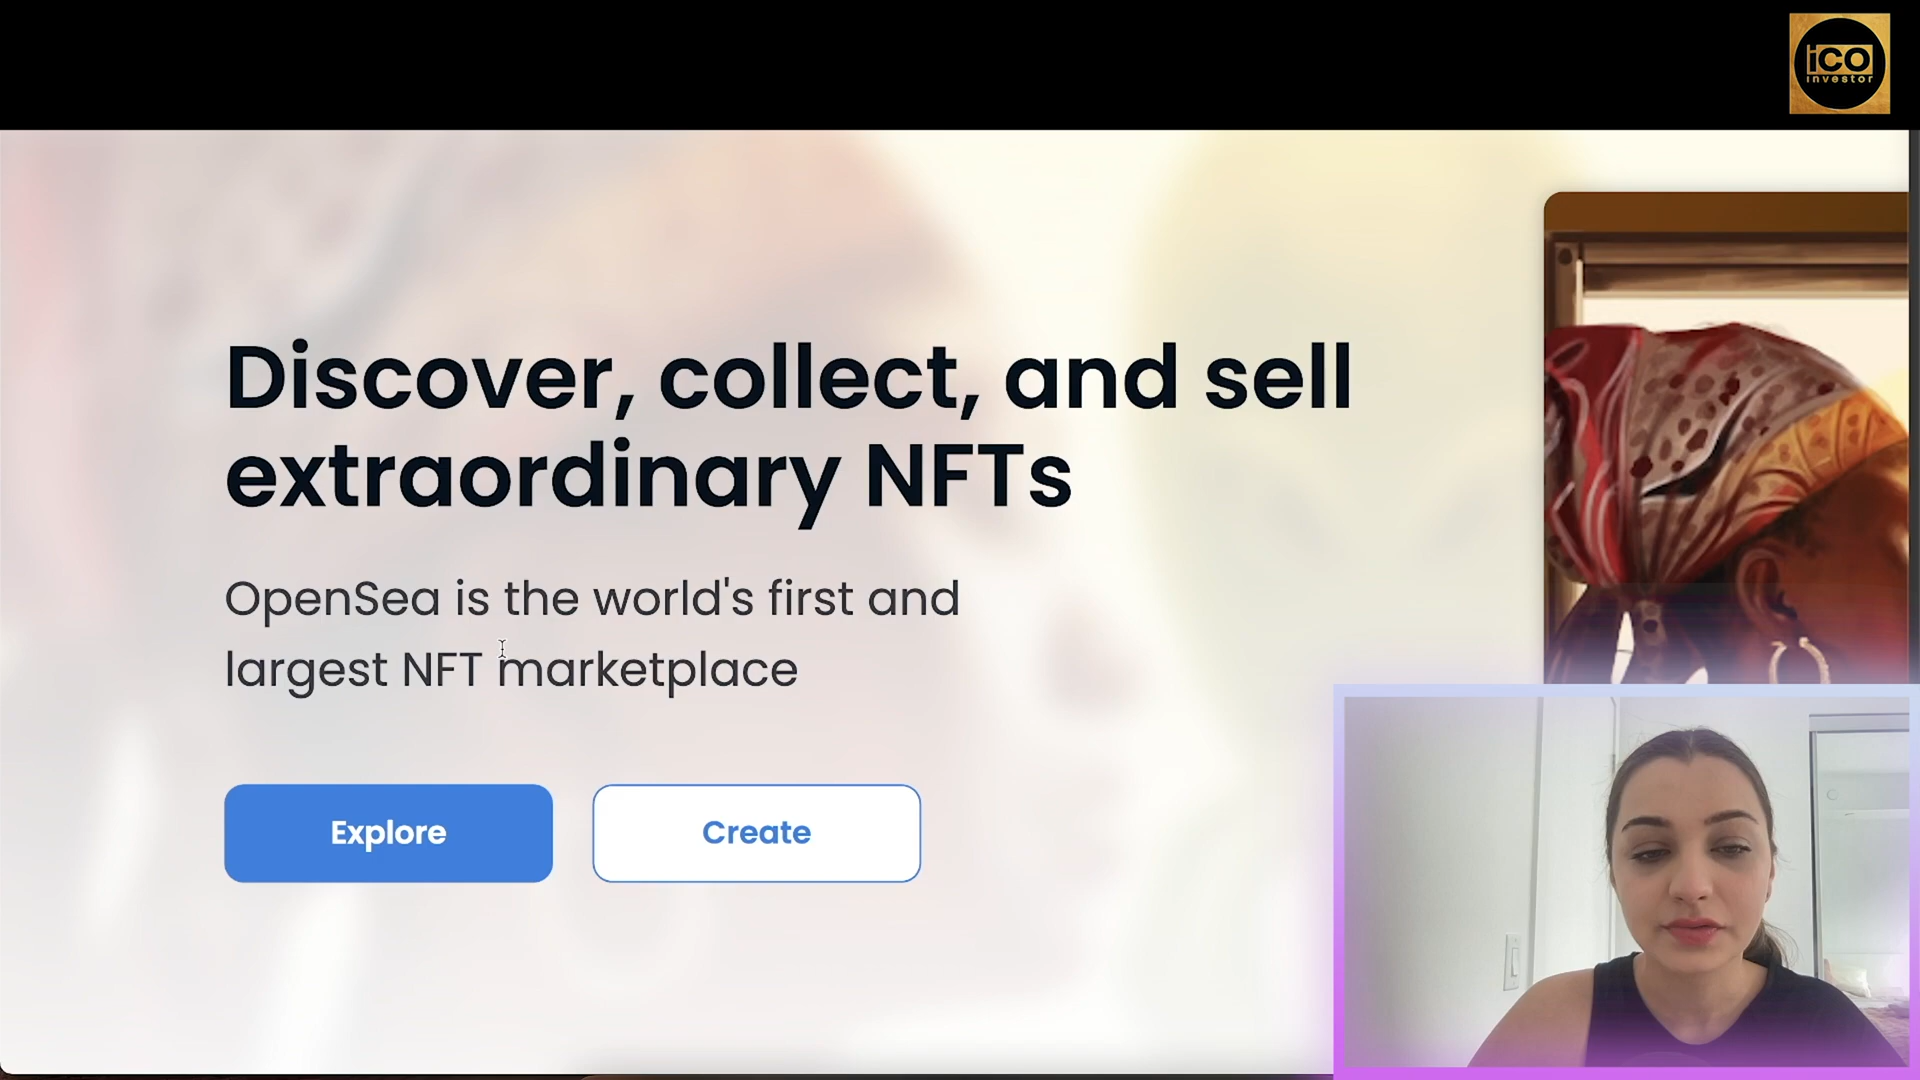 iCO
investor
Discover, collect, and sell
extraordinary NFTs
OpenSea is the world's first and
largest NFT marketplace
Explore
Create